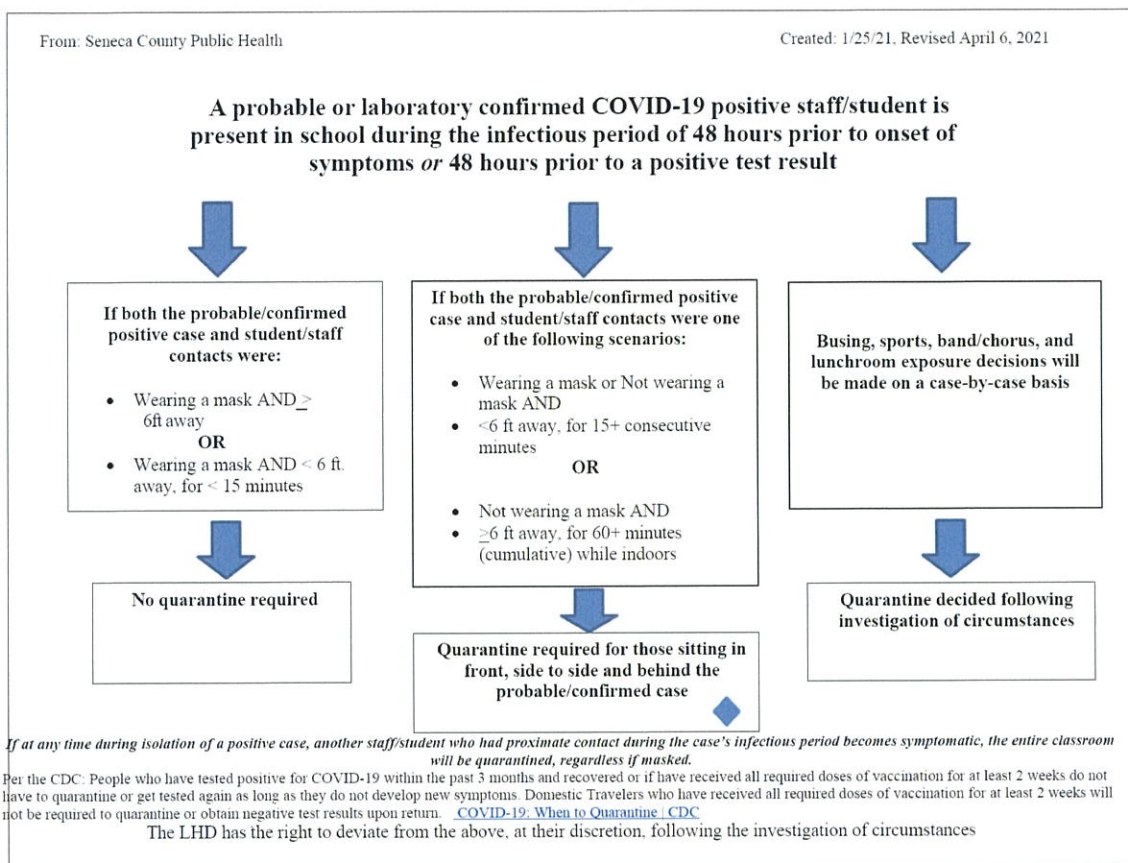 From: Seneca County Public Health
Created: 1/25/21, Revised April 6, 2021
A probable or laboratory confirmed COVID-19 positive staff/student is
present in school during the infectious period of 48 hours prior to onset of
symptoms or 48 hours prior to a positive test result
If both the probable/confirmed
positive case and student/staff
contacts were:
• Wearing a mask AND ≥
6ft away
OR
• Wearing a mask AND < 6 ft.
away, for < 15 minutes
No quarantine required
If both the probable/confirmed positive
case and student/staff contacts were one
of the following scenarios:
• Wearing a mask or Not wearing a
mask AND
• <6 ft away, for 15+ consecutive
minutes
OR
• Not wearing a mask AND
• ≥6 ft away, for 60+ minutes
(cumulative) while indoors
Quarantine required for those sitting in
front, side to side and behind the
probable/confirmed case
Busing, sports, band/chorus, and
lunchroom exposure decisions will
be made on a case-by-case basis
Quarantine decided following
investigation of circumstances
If at any time during isolation of a positive case, another staff/student who had proximate contact during the case's infectious period becomes symptomatic, the entire classroom
will be quarantined, regardless if masked.
Per the CDC: People who have tested positive for COVID-19 within the past 3 months and recovered or if have received all required doses of vaccination for at least 2 weeks do not
have to quarantine or get tested again as long as they do not develop new symptoms. Domestic Travelers who have received all required doses of vaccination for at least 2 weeks will
not be required to quarantine or obtain negative test results upon return. COVID-19: When to Quarantine | CDC
The LHD has the right to deviate from the above, at their discretion, following the investigation of circumstances